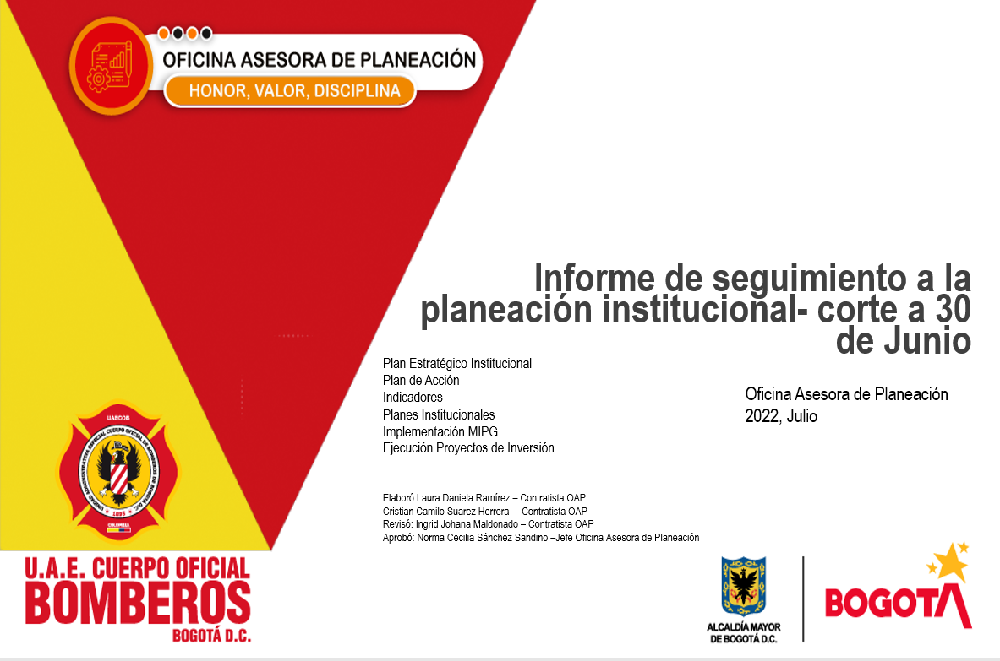 OFICINA ASESORA DE PLANEACIÓN
HONOR, VALOR, DISCIPLINA
Informe de seguimiento a la
planeación institucional- corte a 30
de Junio
Plan Estratégico Institucional
Plan de Acción
Indicadores
Planes Institucionales
Implementación MIPG
Ejecución Proyectos de Inversión
Oficina Asesora de Planeación
2022, Julio
Elaboró Laura Daniela Ramírez – Contratista OAP
Cristian Camilo Suarez Herrera  – Contratista OAP
Revisó: Ingrid Johana Maldonado – Contratista OAP
Aprobó: Norma Cecilia Sánchez Sandino –Jefe Oficina Asesora de Planeación
UAECOB
UNIDAD ADMINISTRATIVA ESPECIAL CUERPO OFICIAL DE BOMBEROS DE BOGOTÁ D.C.
1895
COLOMBIA
U.A.E. CUERPO OFICIAL
BOMBEROS
BOGOTÁ D.C.
ALCALDÍA MAYOR
DE BOGOTÁ D.C.
BOGOTÁ